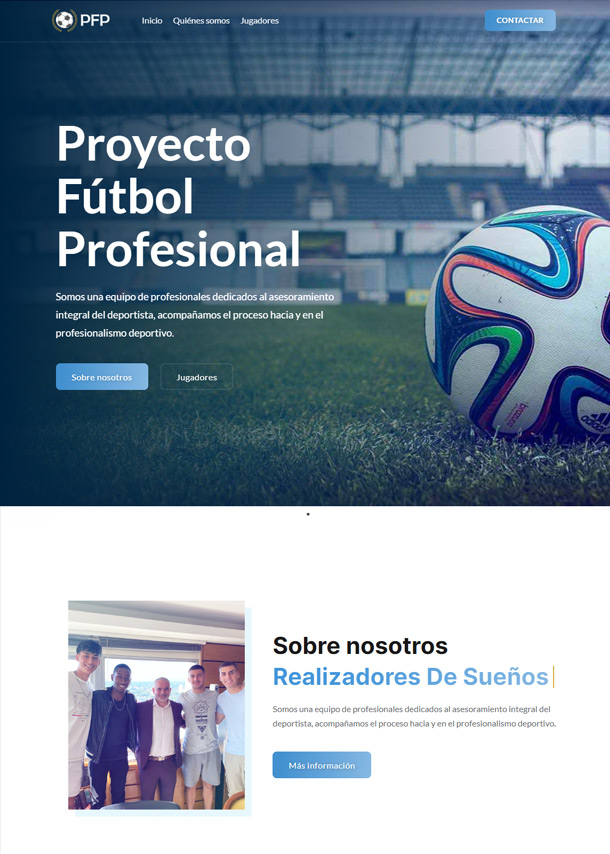 PFP
Inicio Quiénes somos Jugadores
CONTACTAR
Proyecto
Fútbol
Profesional
Somos una equipo de profesionales dedicados al asesoramiento
integral del deportista, acompañamos el proceso hacia y en el
profesionalismo deportivo.
Sobre nosotros
Jugadores
brazuca
adidas
Sobre nosotros
Realizadores De Sueños
Somos una equipo de profesionales dedicados al asesoramiento integral del
deportista, acompañamos el proceso hacia y en el profesionalismo deportivo.
Más información